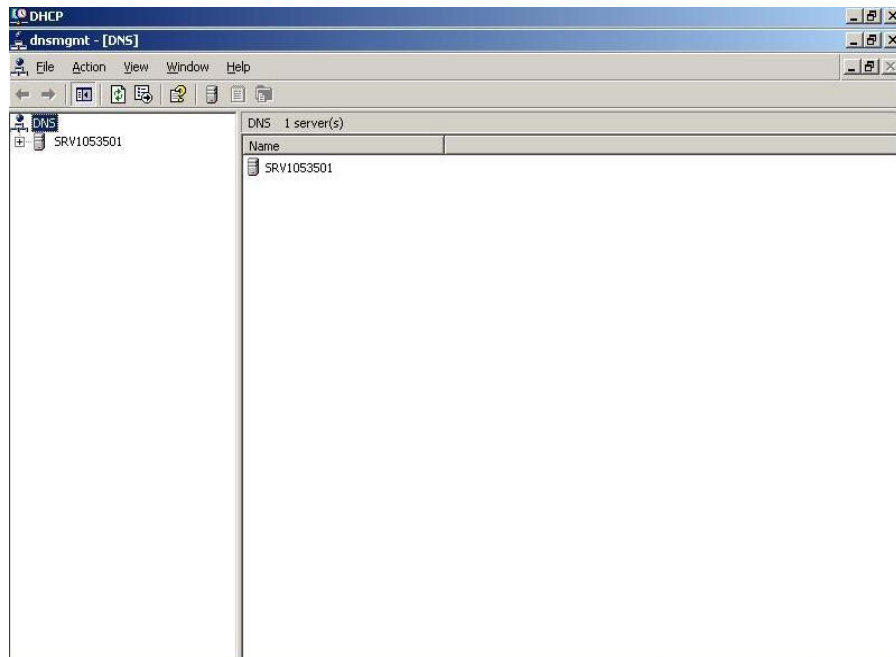 DHCP
dnsmgmt - [DNS]
File Action View Window Help
DNS
DNS 1 server(s)
SRV1053501
Name
SRV1053501